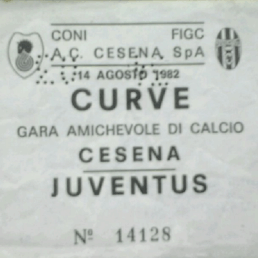 CONI FIGC
A.C. CESENA SpA
14 AGOSTO 1982
CURVE
GARA AMICHEVOLE DI CALCIO
CESENA
JUVENTUS
Nº 14128